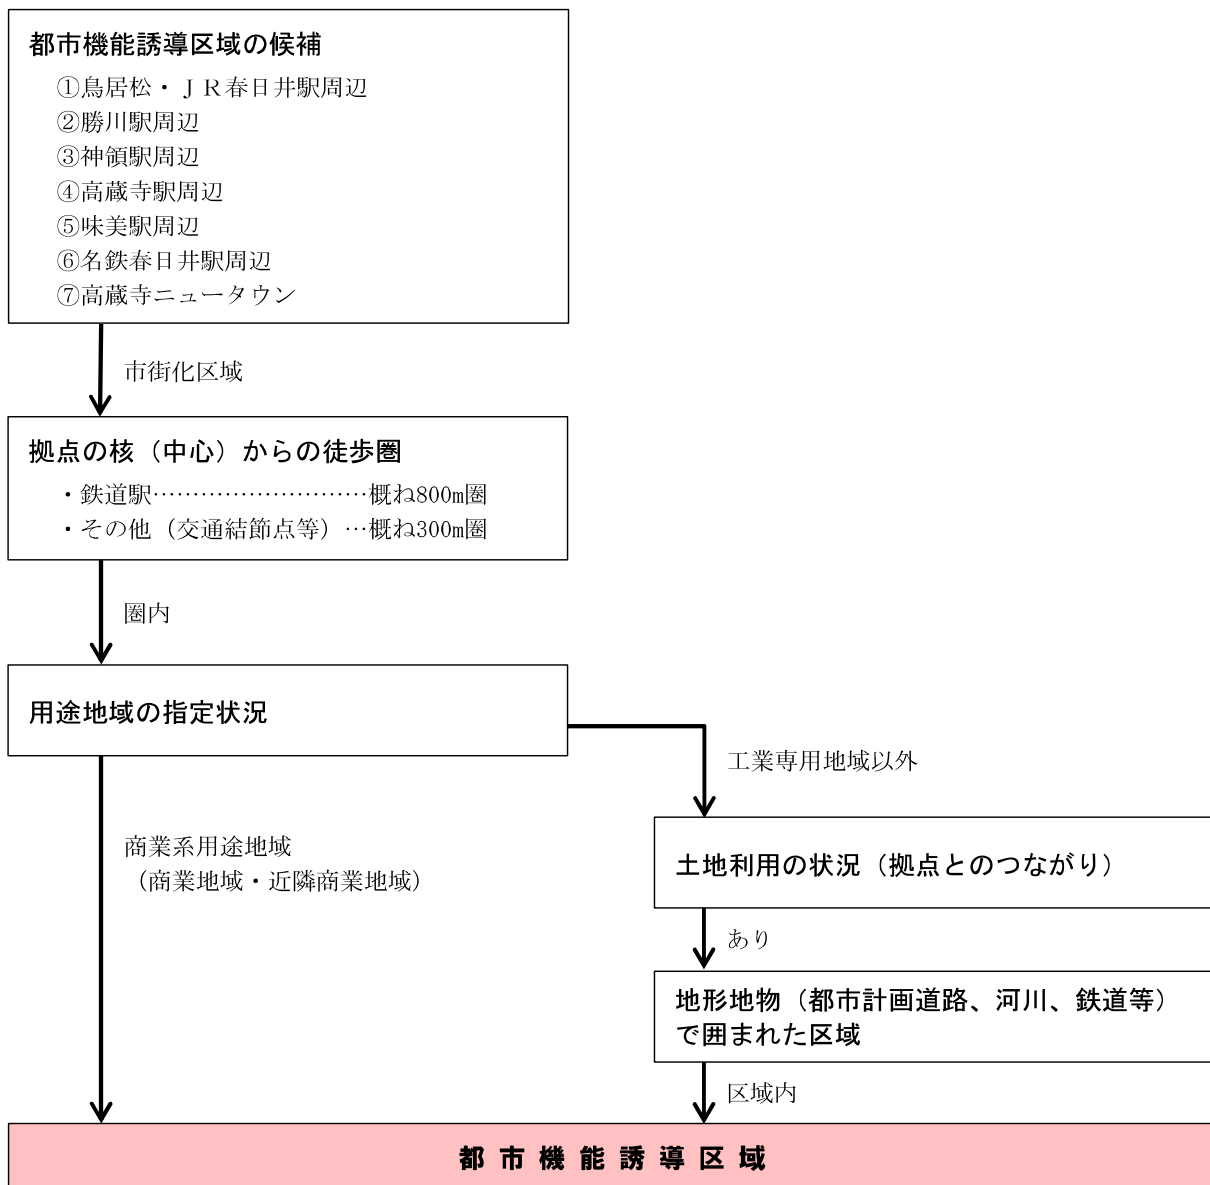 都市機能誘導区域の候補
①鳥居松・ＪＲ春日井駅周辺
②勝川駅周辺
③神領駅周辺
④高蔵寺駅周辺
⑤味美駅周辺
⑥名鉄春日井駅周辺
⑦高蔵寺ニュータウン
市街化区域
拠点の核（中心）からの徒歩圏
・鉄道駅………………………概ね800m圏
・その他（交通結節点等）…概ね300m圏
圏内
用途地域の指定状況
工業専用地域以外
商業系用途地域
（商業地域・近隣商業地域）
土地利用の状況（拠点とのつながり）
あり
地形地物（都市計画道路、河川、鉄道等）
で囲まれた区域
区域内
都市機能誘導区域